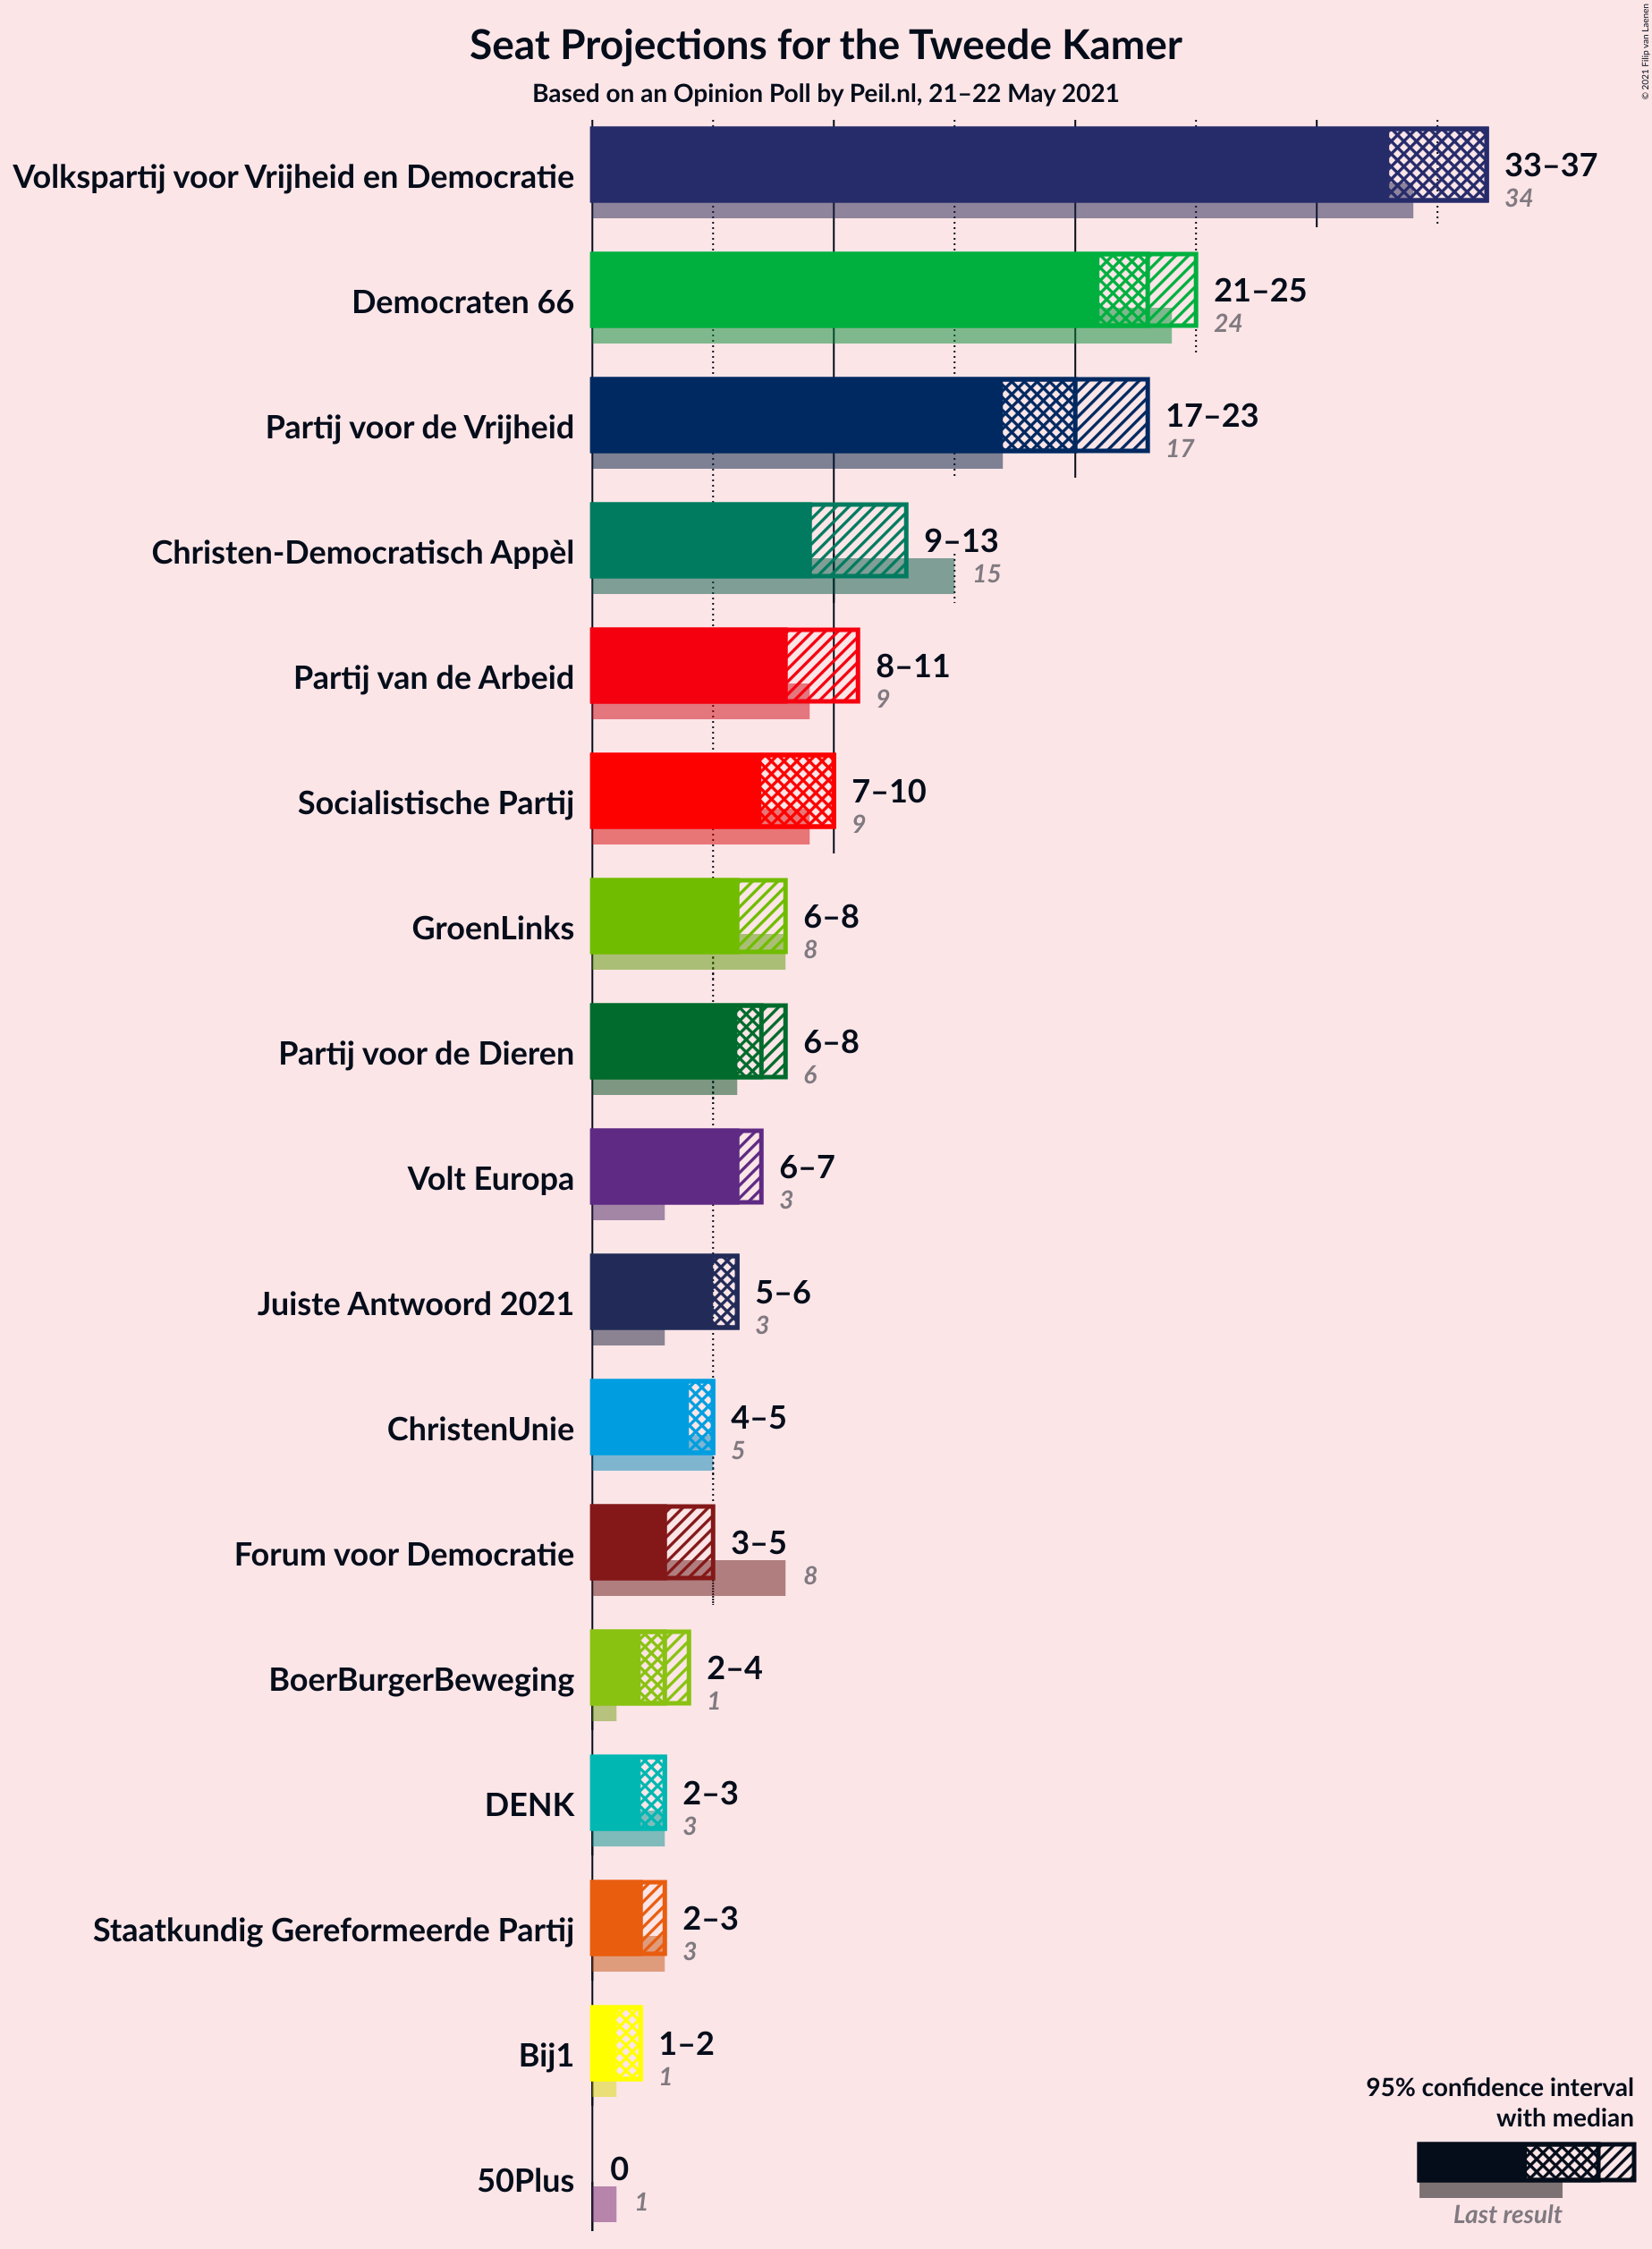 Seat Projections for the Tweede Kamer
Based on an Opinion Poll by Peil.nl, 21–22 May 2021
© 2021 Filip van Laenen
Volkspartij voor Vrijheid en Democratie
33–37
34
Democraten 66
21–25
24
Partij voor de Vrijheid
17–23
17
Christen-Democratisch Appèl
9–13
15
Partij van de Arbeid
8–11
9
Socialistische Partij
7–10
9
GroenLinks
6–8
8
Partij voor de Dieren
6–8
6
Volt Europa
6–7
3
Juiste Antwoord 2021
5–6
3
ChristenUnie
4–5
5
Forum voor Democratie
3–5
8
BoerBurgerBeweging
2–4
1
DENK
2–3
3
Staatkundig Gereformeerde Partij
2–3
3
Bij1
1–2
1
50Plus
0
1
95% confidence interval
with median
Last result